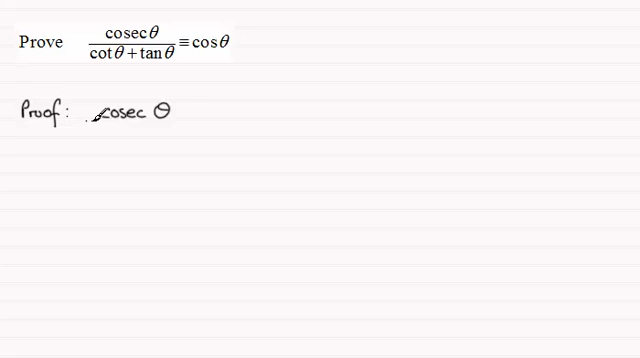 Prove cosecθ / cotθ + tanθ ≡ cosθ
Proof: cosec θ